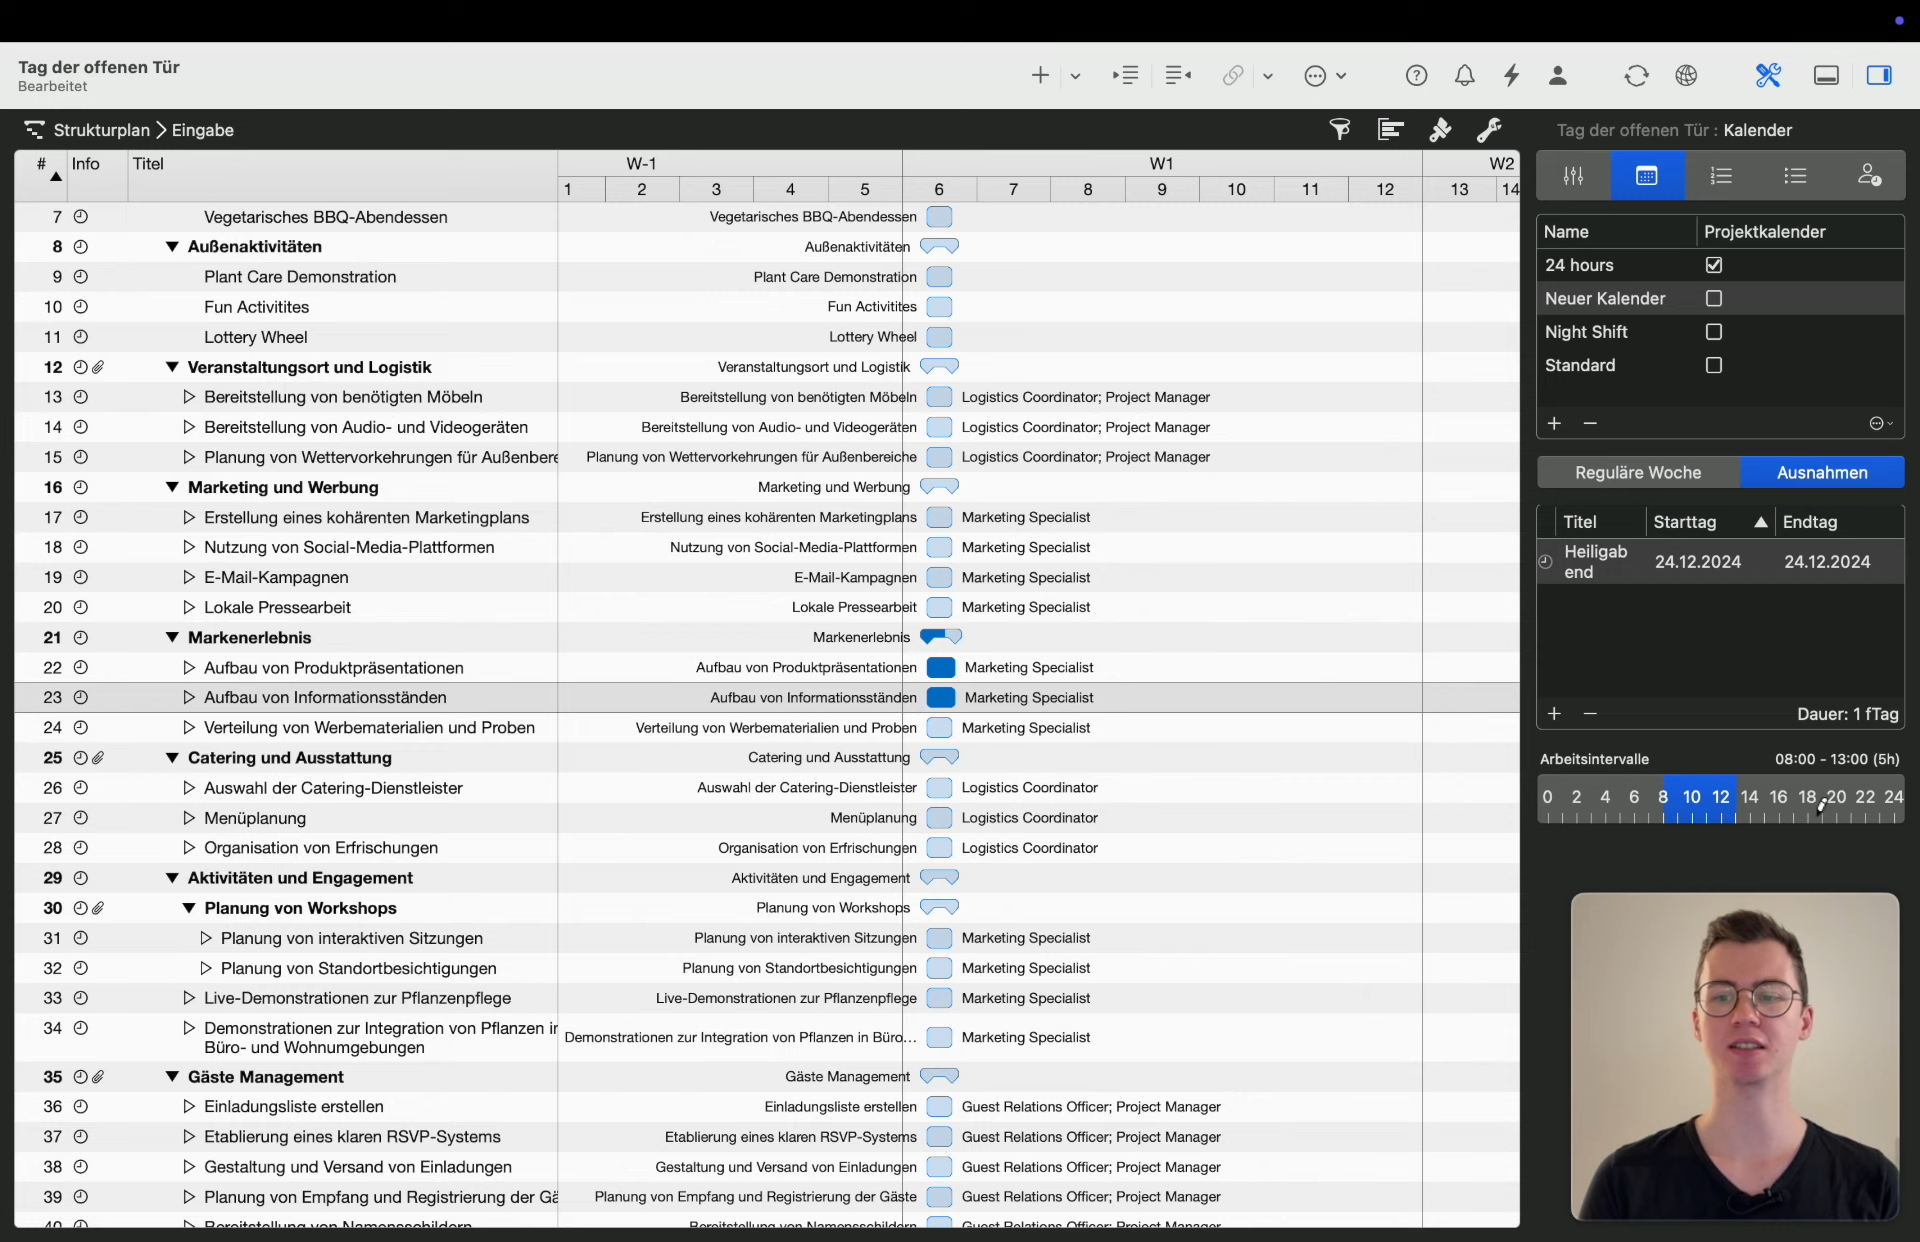 Tag der offenen Tür
Bearbeitet
Strukturplan > Eingabe
Tag der offenen Tür : Kalender
# Info Titel
W-1 W1 W2
1 2 3 4 5 6 7 8 9 10 11 12 13 14
7 Vegetarisches BBQ-Abendessen Vegetarisches BBQ-Abendessen
8 Außenaktivitäten Außenaktivitäten
9 Plant Care Demonstration Plant Care Demonstration
10 Fun Activitites Fun Activitites
11 Lottery Wheel Lottery Wheel
12 Veranstaltungsort und Logistik Veranstaltungsort und Logistik
13 Bereitstellung von benötigten Möbeln Bereitstellung von benötigten Möbeln Logistics Coordinator; Project Manager
14 Bereitstellung von Audio- und Videogeräten Bereitstellung von Audio- und Videogeräten Logistics Coordinator; Project Manager
15 Planung von Wettervorkehrungen für Außenbere Planung von Wettervorkehrungen für Außenbereiche Logistics Coordinator; Project Manager
16 Marketing und Werbung Marketing und Werbung
17 Erstellung eines kohärenten Marketingplans Erstellung eines kohärenten Marketingplans Marketing Specialist
18 Nutzung von Social-Media-Plattformen Nutzung von Social-Media-Plattformen Marketing Specialist
19 E-Mail-Kampagnen E-Mail-Kampagnen Marketing Specialist
20 Lokale Pressearbeit Lokale Pressearbeit Marketing Specialist
21 Markenerlebnis Markenerlebnis
22 Aufbau von Produktpräsentationen Aufbau von Produktpräsentationen Marketing Specialist
23 Aufbau von Informationsständen Aufbau von Informationsständen Marketing Specialist
24 Verteilung von Werbematerialien und Proben Verteilung von Werbematerialien und Proben Marketing Specialist
25 Catering und Ausstattung Catering und Ausstattung
26 Auswahl der Catering-Dienstleister Auswahl der Catering-Dienstleister Logistics Coordinator
27 Menüplanung Menüplanung Logistics Coordinator
28 Organisation von Erfrischungen Organisation von Erfrischungen Logistics Coordinator
29 Aktivitäten und Engagement Aktivitäten und Engagement
30 Planung von Workshops Planung von Workshops
31 Planung von interaktiven Sitzungen Planung von interaktiven Sitzungen Marketing Specialist
32 Planung von Standortbesichtigungen Planung von Standortbesichtigungen Marketing Specialist
33 Live-Demonstrationen zur Pflanzenpflege Live-Demonstrationen zur Pflanzenpflege Marketing Specialist
34 Demonstrationen zur Integration von Pflanzen in
Büro- und Wohnumgebungen
Demonstrationen zur Integration von Pflanzen in Büro... Marketing Specialist
35 Gäste Management Gäste Management
36 Einladungsliste erstellen Einladungsliste erstellen Guest Relations Officer; Project Manager
37 Etablierung eines klaren RSVP-Systems Etablierung eines klaren RSVP-Systems Guest Relations Officer; Project Manager
38 Gestaltung und Versand von Einladungen Gestaltung und Versand von Einladungen Guest Relations Officer; Project Manager
39 Planung von Empfang und Registrierung der Gä Planung von Empfang und Registrierung der Gäste Guest Relations Officer; Project Manager
40 Bereitstellung von Namensschildern Bereitstellung von Namensschildern Guest Relations Officer; Project Manager
Name Projektkalender
24 hours
Neuer Kalender
Night Shift
Standard
Reguläre Woche Ausnahmen
Titel Starttag Endtag
Heiligab
end
24.12.2024 24.12.2024
Dauer: 1 fTag
Arbeitsintervalle 08:00 - 13:00 (5h)
0 2 4 6 8 10 12 14 16 18 20 22 24